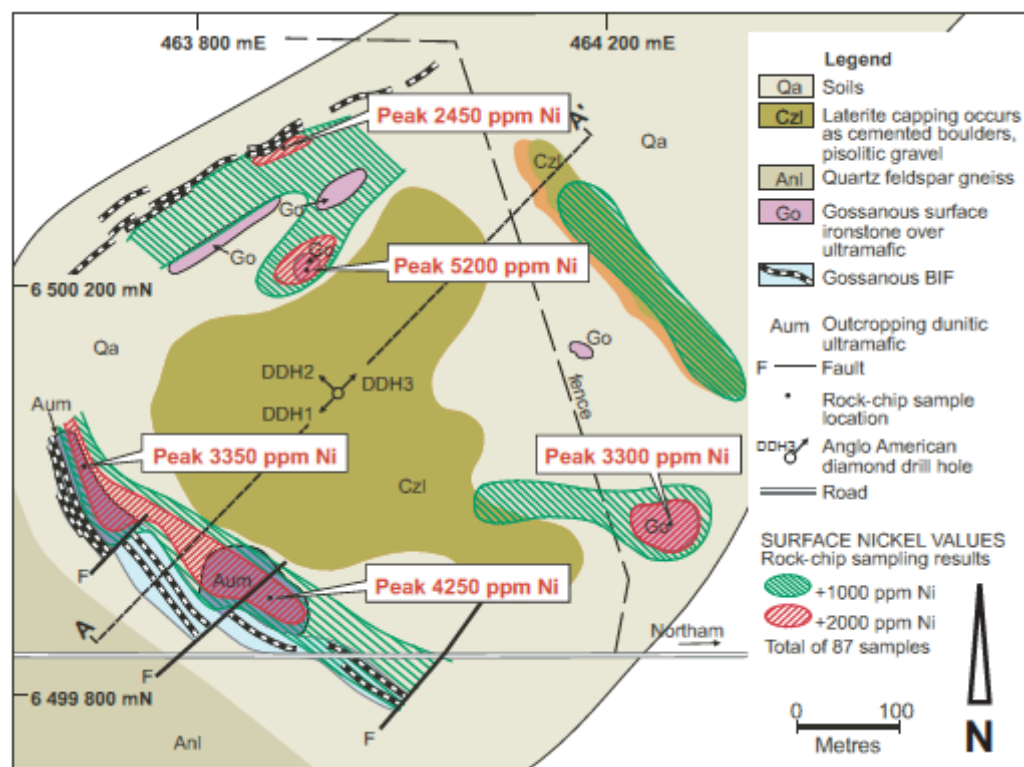 463 800 mE
464 200 mE
Peak 2450 ppm Ni
A'
Qa
Czl
Go
Go
Go
Peak 5200 ppm Ni
6 500 200 mN
Qa
Go
DDH2
DDH3
DDH1
fence
Aum
Peak 3350 ppm Ni
Peak 3300 ppm Ni
Czl
Go
F
Aum
Peak 4250 ppm Ni
A
Northam
F
6 499 800 mN
Anl
F
Legend
Qa Soils
Czl Laterite capping occurs
as cemented boulders,
pisolitic gravel
Anl Quartz feldspar gneiss
Go Gossanous surface
ironstone over
ultramafic
Gossanous BIF
Aum Outcropping dunitic
ultramafic
F Fault
Rock-chip sample
location
DDH3 Anglo American
diamond drill hole
Road
SURFACE NICKEL VALUES
Rock-chip sampling results
+1000 ppm Ni
+2000 ppm Ni
Total of 87 samples
0 100
Metres
N